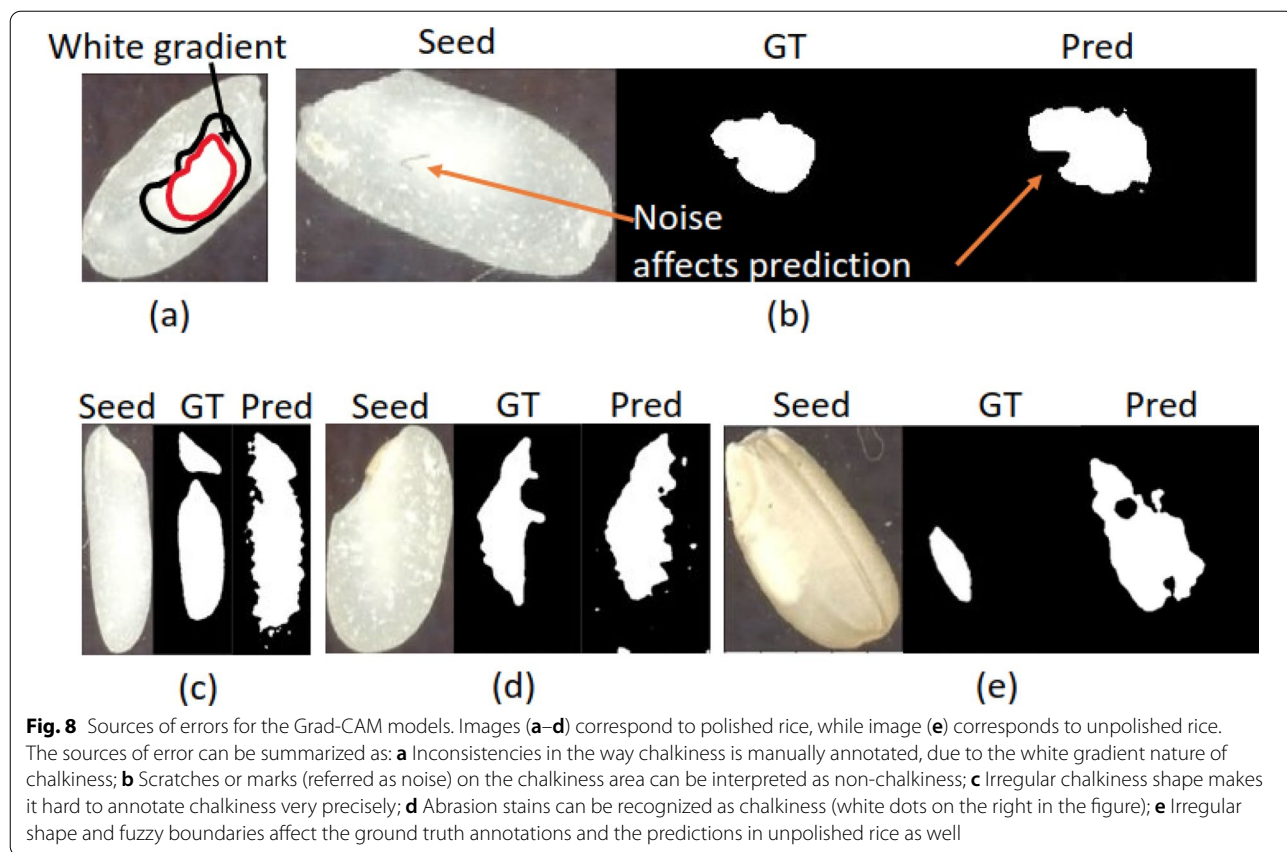 White gradient
Seed
GT
Pred
Noise
affects prediction
(a)
(b)
Seed GT Pred
Seed
GT
Pred
Seed
GT
Pred
(c)
(d)
(e)
Fig. 8 Sources of errors for the Grad-CAM models. Images (a–d) correspond to polished rice, while image (e) corresponds to unpolished rice.
The sources of error can be summarized as: a Inconsistencies in the way chalkiness is manually annotated, due to the white gradient nature of
chalkiness; b Scratches or marks (referred as noise) on the chalkiness area can be interpreted as non-chalkiness; c Irregular chalkiness shape makes
it hard to annotate chalkiness very precisely; d Abrasion stains can be recognized as chalkiness (white dots on the right in the figure); e Irregular
shape and fuzzy boundaries affect the ground truth annotations and the predictions in unpolished rice as well